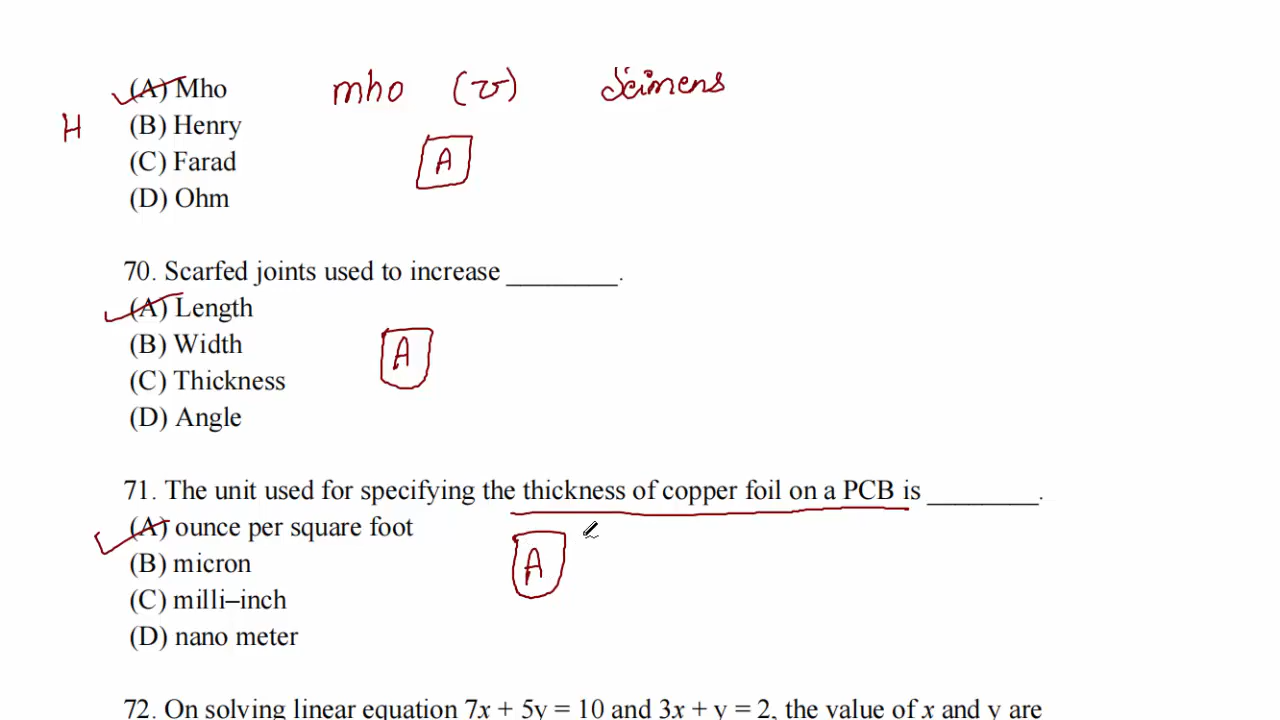 (A) Mho mho (℧) Seimens
H (B) Henry
(C) Farad A
(D) Ohm
70. Scarfed joints used to increase ________.
(A) Length
(B) Width A
(C) Thickness
(D) Angle
71. The unit used for specifying the thickness of copper foil on a PCB is ________.
(A) ounce per square foot
(B) micron A
(C) milli–inch
(D) nano meter
72. On solving linear equation 7x + 5y = 10 and 3x + y = 2, the value of x and y are